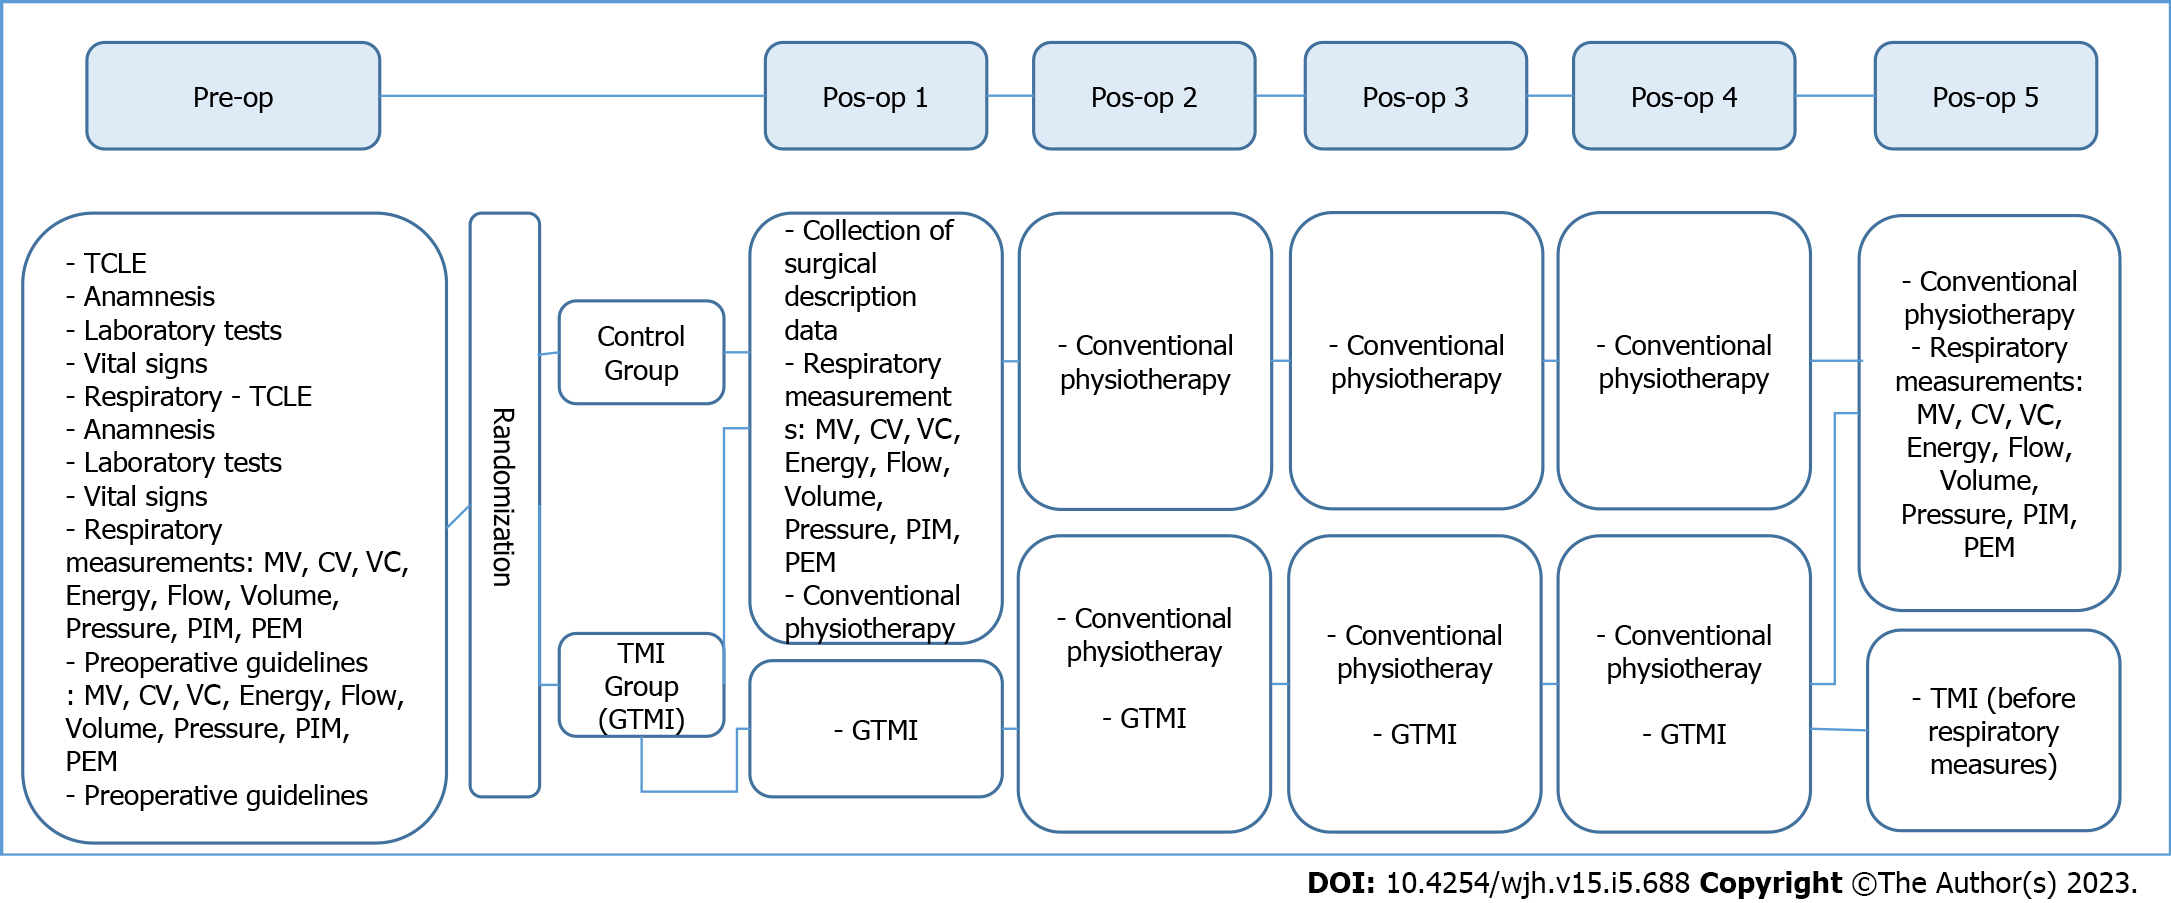 Pre-op
Pos-op 1
Pos-op 2
Pos-op 3
Pos-op 4
Pos-op 5
- TCLE
- Anamnesis
- Laboratory tests
- Vital signs
- Respiratory - TCLE
- Anamnesis
- Laboratory tests
- Vital signs
- Respiratory
measurements: MV, CV, VC,
Energy, Flow, Volume,
Pressure, PIM, PEM
- Preoperative guidelines
: MV, CV, VC, Energy, Flow,
Volume, Pressure, PIM,
PEM
- Preoperative guidelines
Randomization
Control
Group
TMI
Group
(GTMI)
- Collection of
surgical
description
data
- Respiratory
measurement
s: MV, CV, VC,
Energy, Flow,
Volume,
Pressure, PIM,
PEM
- Conventional
physiotherapy
- GTMI
- Conventional
physiotherapy
- Conventional
physiotheray
- GTMI
- Conventional
physiotherapy
- Conventional
physiotheray
- GTMI
- Conventional
physiotherapy
- Conventional
physiotheray
- GTMI
- Conventional
physiotherapy
- Respiratory
measurements:
MV, CV, VC,
Energy, Flow,
Volume,
Pressure, PIM,
PEM
- TMI (before
respiratory
measures)
DOI: 10.4254/wjh.v15.i5.688 Copyright ©The Author(s) 2023.